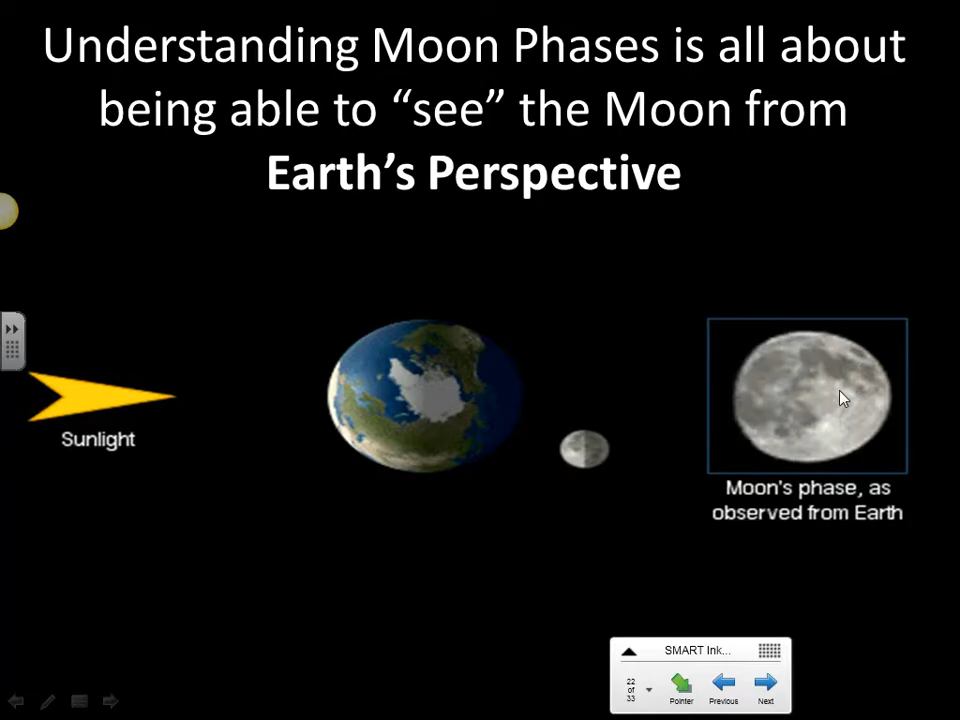 Understanding Moon Phases is all about
being able to “see” the Moon from
Earth’s Perspective
Sunlight
Moon's phase, as
observed from Earth
SMART Ink...
22
of
33
Pointer
Previous
Next